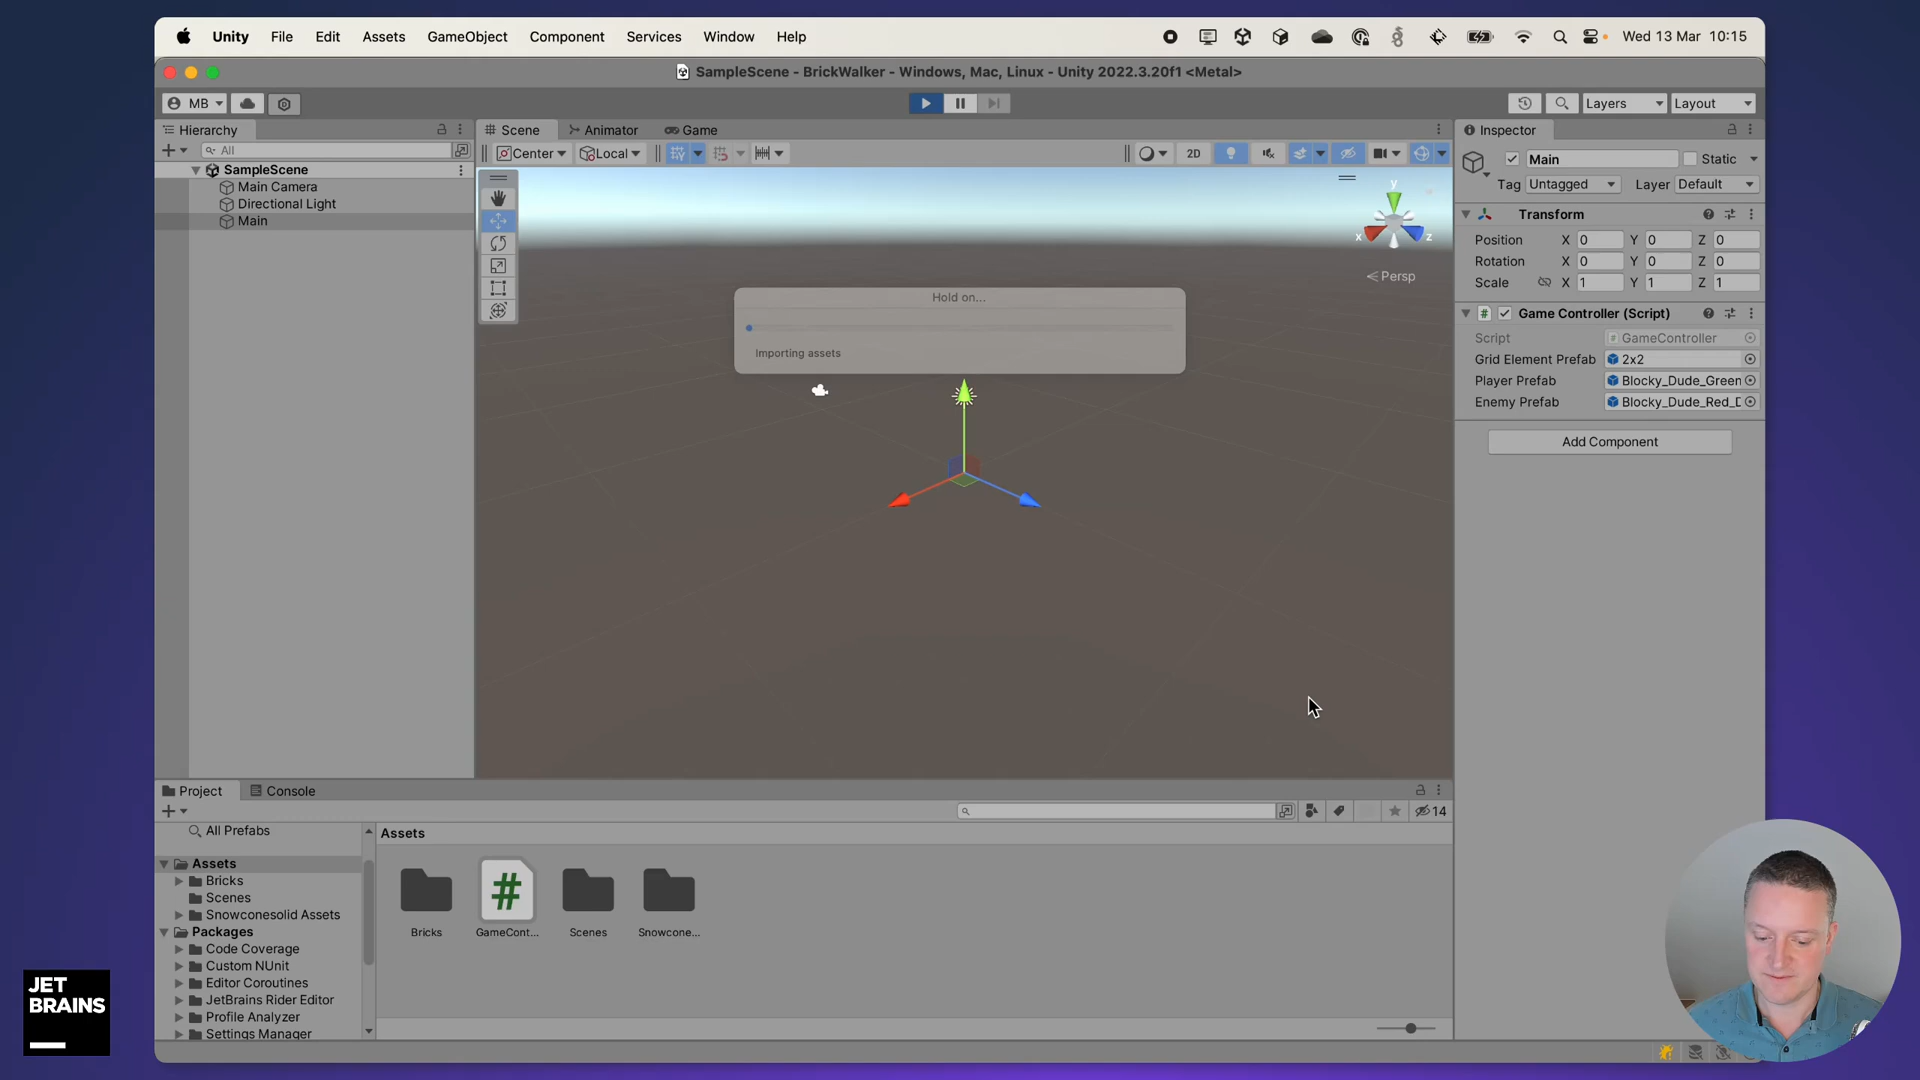 Unity File Edit Assets GameObject Component Services Window Help Wed 13 Mar 10:15
SampleScene - BrickWalker - Windows, Mac, Linux - Unity 2022.3.20f1 <Metal>
MB Layers Layout
Hierarchy
All
SampleScene
Main Camera
Directional Light
Main
Scene Animator Game
Center Local 2D
y
x z
Persp
Hold on...
Importing assets
Inspector
Main Static
Tag Untagged Layer Default
Transform
Position X 0 Y 0 Z 0
Rotation X 0 Y 0 Z 0
Scale X 1 Y 1 Z 1
# Game Controller (Script)
Script # GameController
Grid Element Prefab 2x2
Player Prefab Blocky_Dude_Green
Enemy Prefab Blocky_Dude_Red_D
Add Component
Project Console
14
All Prefabs
Assets
Bricks
Scenes
Snowconesolid Assets
Packages
Code Coverage
Custom NUnit
Editor Coroutines
JetBrains Rider Editor
Profile Analyzer
Settings Manager
Assets
#
Bricks GameCont... Scenes Snowcone...
JET
BRAINS